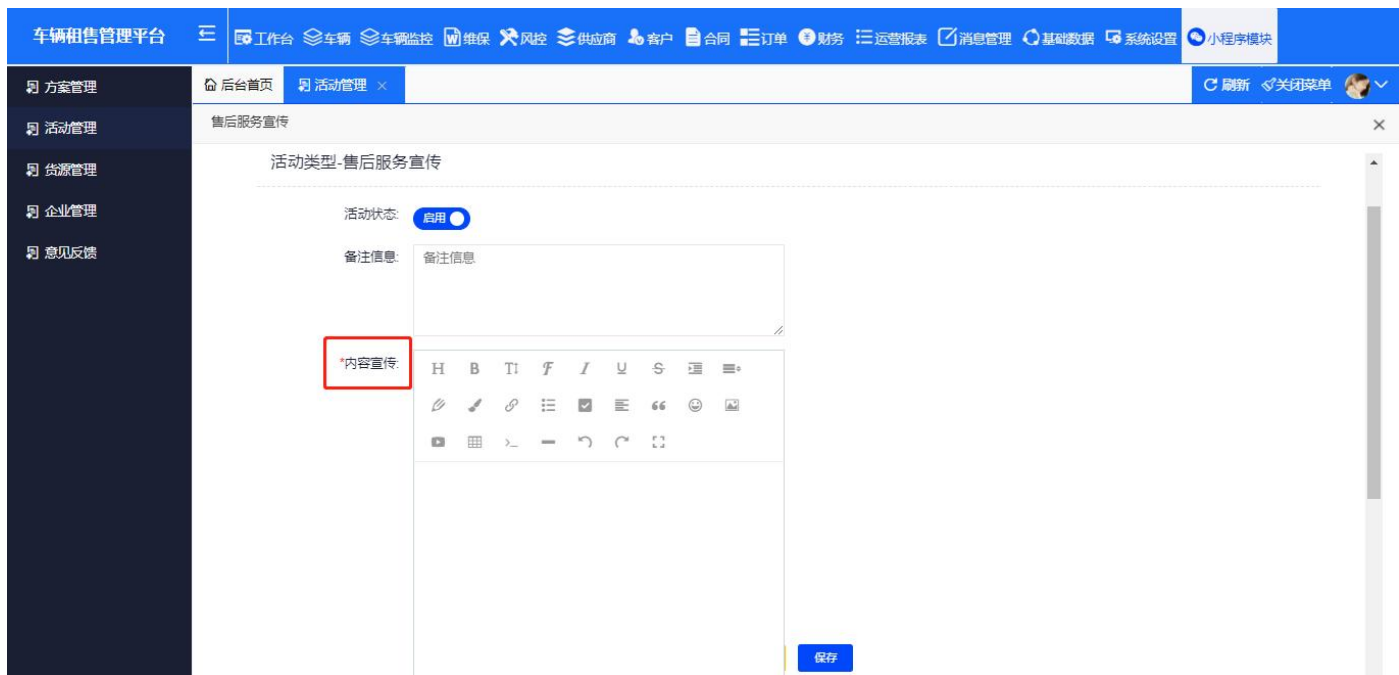 车辆租售管理平台
工作台 车辆 车辆监控 维保 风控 供应商 客户 合同 订单 财务 运营报表 消息管理 基础数据 系统设置 小程序模块
方案管理
活动管理
货源管理
企业管理
意见反馈
后台首页 活动管理 × 刷新 关闭菜单
售后服务宣传 ×
活动类型-售后服务宣传
活动状态: 启用
备注信息: 备注信息
*内容宣传:
保存